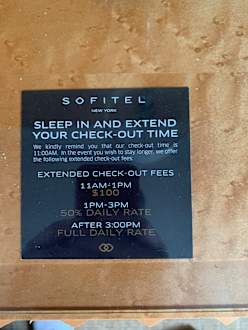 SOFITEL
NEW YORK
SLEEP IN AND EXTEND
YOUR CHECK-OUT TIME
We kindly remind you that our check-out time is
11:00AM. In the event you wish to stay longer, we offer
the following extended check-out fees:
EXTENDED CHECK-OUT FEES
11AM-1PM
$100
1PM-3PM
50% DAILY RATE
AFTER 3:00PM
FULL DAILY RATE